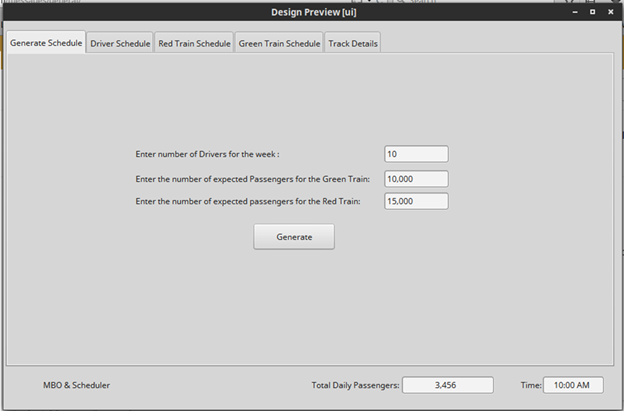 Design Preview [ui]
Generate Schedule Driver Schedule Red Train Schedule Green Train Schedule Track Details
Enter number of Drivers for the week : 10
Enter the number of expected Passengers for the Green Train: 10,000
Enter the number of expected passengers for the Red Train: 15,000
Generate
MBO & Scheduler Total Daily Passengers: 3,456 Time: 10:00 AM